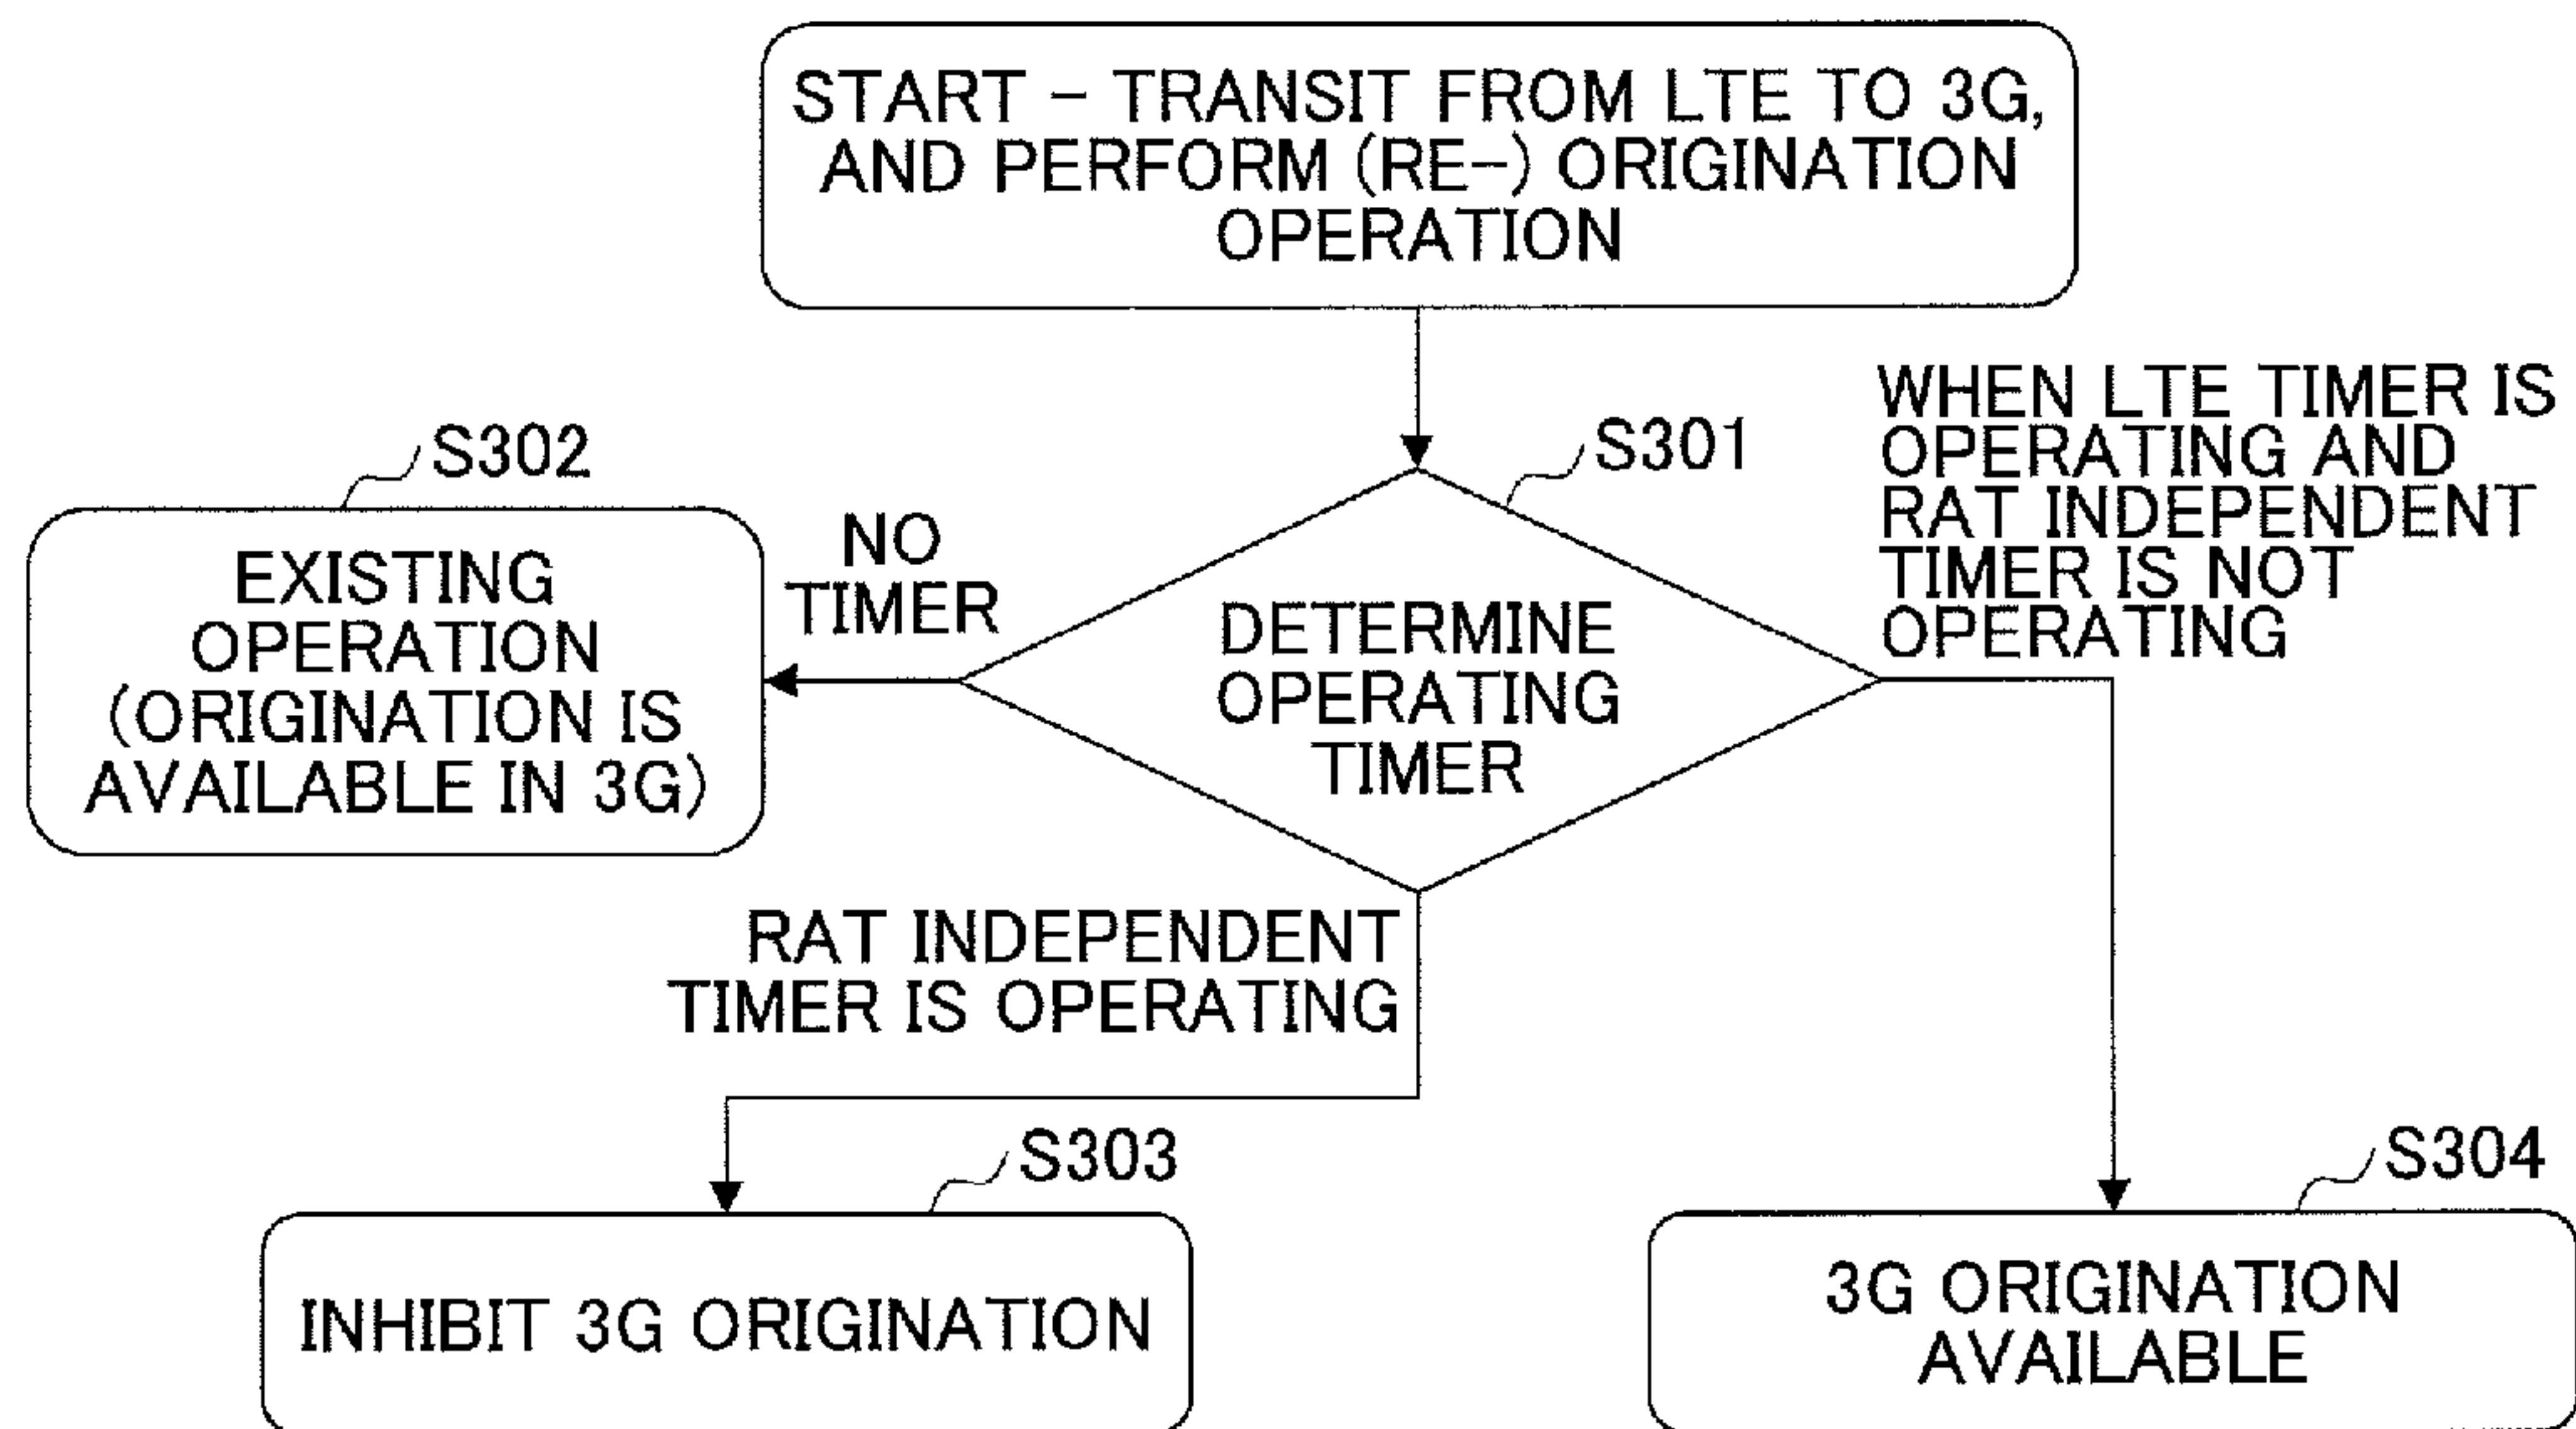 START – TRANSIT FROM LTE TO 3G,
AND PERFORM (RE–) ORIGINATION
OPERATION
S301
WHEN LTE TIMER IS
OPERATING AND
RAT INDEPENDENT
TIMER IS NOT
OPERATING
S302
NO
TIMER
EXISTING
OPERATION
(ORIGINATION IS
AVAILABLE IN 3G)
DETERMINE
OPERATING
TIMER
RAT INDEPENDENT
TIMER IS OPERATING
S303
INHIBIT 3G ORIGINATION
S304
3G ORIGINATION
AVAILABLE